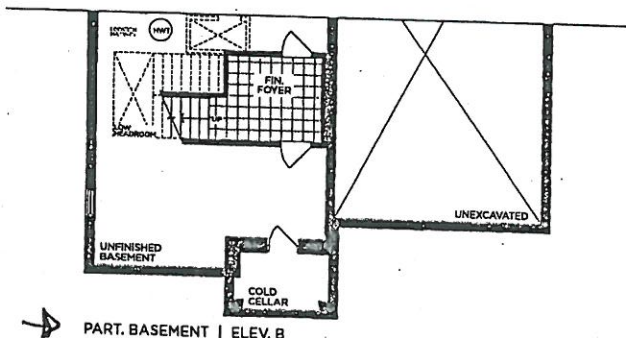 HWT
FIN.
FOYER
UP
LOW
HEADROOM
UNEXCAVATED
UNFINISHED
BASEMENT
COLD
CELLAR
PART. BASEMENT | ELEV. B